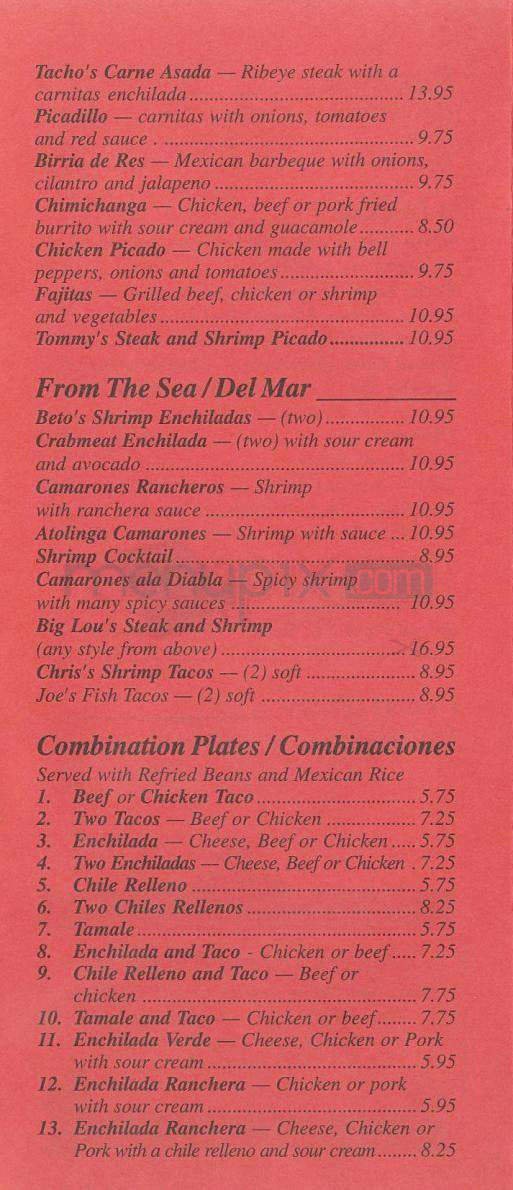 Tacho's Carne Asada — Ribeye steak with a
carnitas enchilada ........................................... 13.95
Picadillo — carnitas with onions, tomatoes
and red sauce . .................................................. 9.75
Birria de Res — Mexican barbeque with onions,
cilantro and jalapeno ........................................ 9.75
Chimichanga — Chicken, beef or pork fried
burrito with sour cream and guacamole ........... 8.50
Chicken Picado — Chicken made with bell
peppers, onions and tomatoes ........................... 9.75
Fajitas — Grilled beef, chicken or shrimp
and vegetables ................................................. 10.95
Tommy's Steak and Shrimp Picado ............... 10.95
From The Sea / Del Mar ____________
Beto's Shrimp Enchiladas — (two) ................ 10.95
Crabmeat Enchilada — (two) with sour cream
and avocado .................................................... 10.95
Camarones Rancheros — Shrimp
with ranchera sauce ........................................ 10.95
Atolinga Camarones — Shrimp with sauce ... 10.95
Shrimp Cocktail ................................................. 8.95
menupix.com
Camarones ala Diabla — Spicy shrimp
with many spicy sauces .................................... 10.95
Big Lou's Steak and Shrimp
(any style from above) ..................................... 16.95
Chris's Shrimp Tacos — (2) soft ...................... 8.95
Joe's Fish Tacos — (2) soft ............................... 8.95
Combination Plates / Combinaciones
Served with Refried Beans and Mexican Rice
1. Beef or Chicken Taco ................................ 5.75
2. Two Tacos — Beef or Chicken .................. 7.25
3. Enchilada — Cheese, Beef or Chicken ..... 5.75
4. Two Enchiladas — Cheese, Beef or Chicken . 7.25
5. Chile Relleno ............................................. 5.75
6. Two Chiles Rellenos .................................. 8.25
7. Tamale ........................................................ 5.75
8. Enchilada and Taco - Chicken or beef ..... 7.25
9. Chile Relleno and Taco — Beef or
chicken ....................................................... 7.75
10. Tamale and Taco — Chicken or beef ........ 7.75
11. Enchilada Verde — Cheese, Chicken or Pork
with sour cream .......................................... 5.95
12. Enchilada Ranchera — Chicken or pork
with sour cream .......................................... 5.95
13. Enchilada Ranchera — Cheese, Chicken or
Pork with a chile relleno and sour cream ........ 8.25